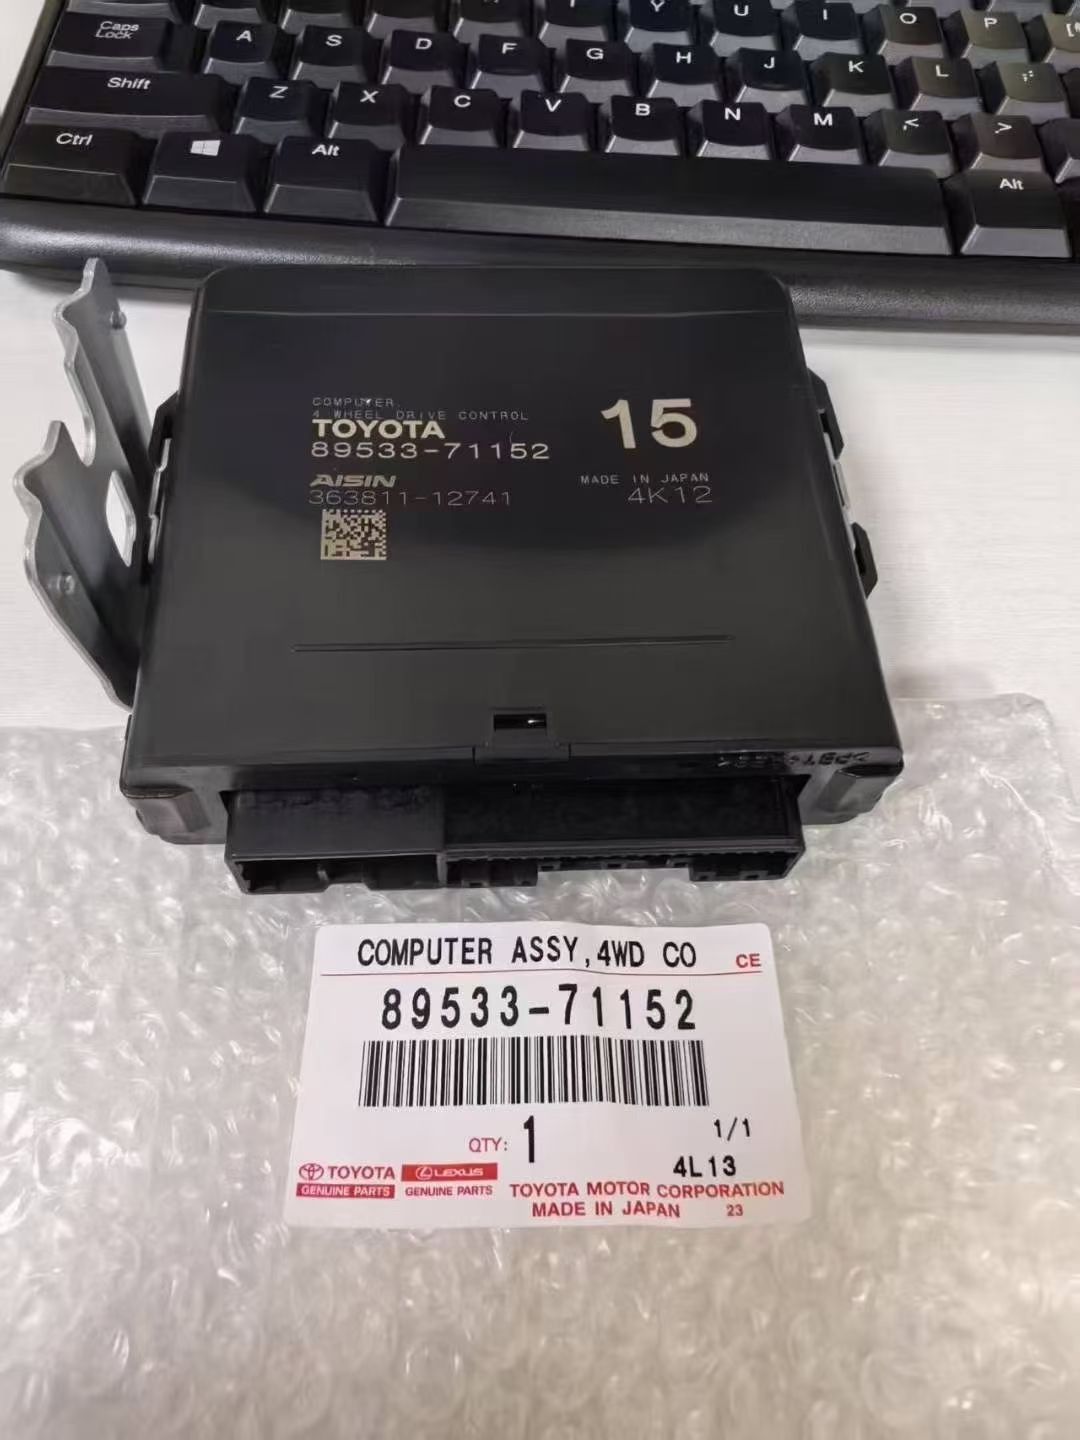 Caps Lock
A S D F G H J K L
Y U I O P
Shift Z X C V B N M < >
Ctrl Alt Alt
COMPUTER
4 WHEEL DRIVE CONTROL
TOYOTA
89533-71152
15
AISIN
MADE IN JAPAN
363811-12741
4K12
COMPUTER ASSY,4WD CO
CE
89533-71152
QTY: 1
1/1
4L13
TOYOTA
GENUINE PARTS
LEXUS
GENUINE PARTS
TOYOTA MOTOR CORPORATION
MADE IN JAPAN 23